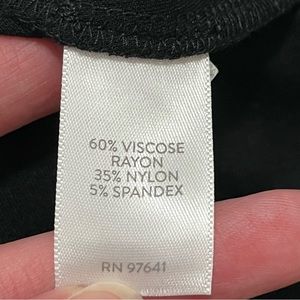 60% VISCOSE
RAYON
35% NYLON
5% SPANDEX
RN 97641